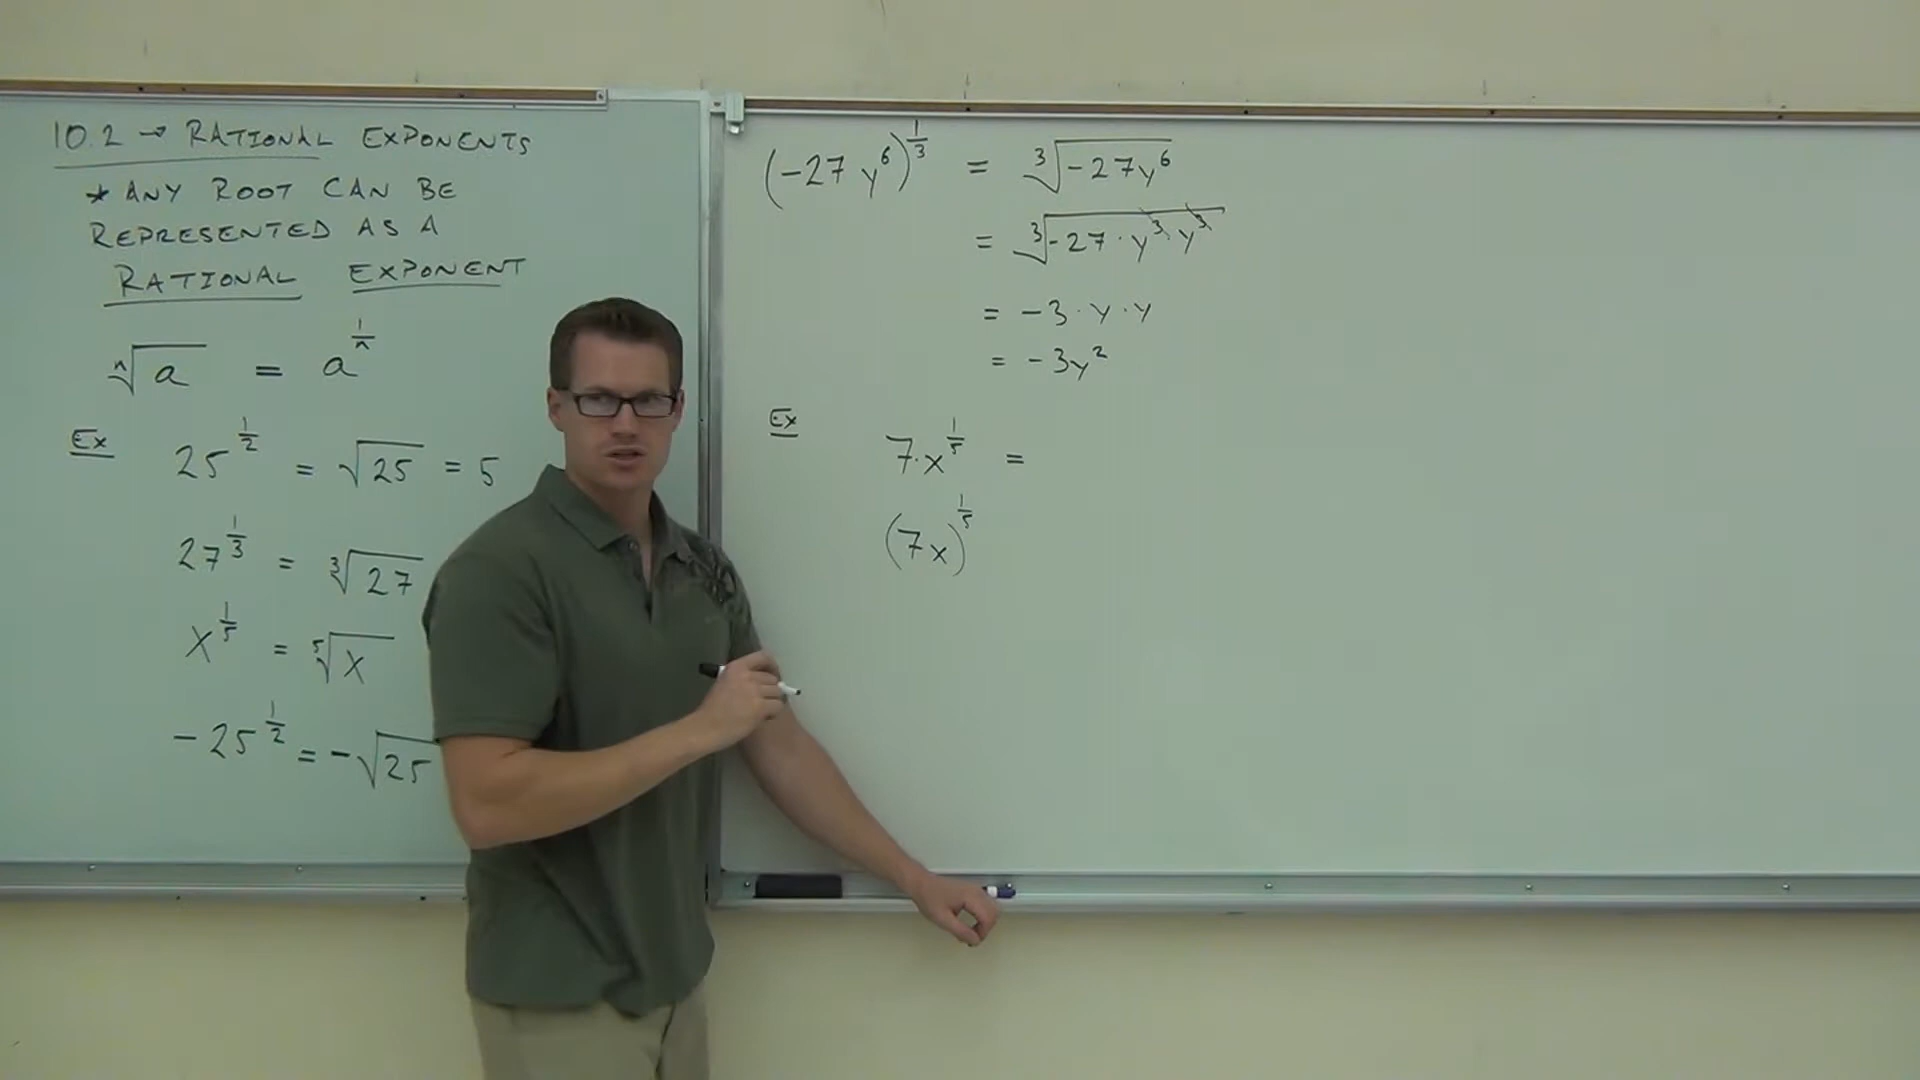 10.2 → RATIONAL EXPONENTS
* ANY ROOT CAN BE
REPRESENTED AS A
RATIONAL EXPONENT
ⁿ√a = a^(1/n)
Ex 25^(1/2) = √25 = 5
27^(1/3) = ³√27
x^(1/5) = ⁵√x
-25^(1/2) = -√25
(-27y⁶)^(1/3) = ³√(-27y⁶)
= ³√(-27·y³·y³)
= -3·y·y
= -3y²
Ex 7·x^(1/5) =
(7x)^(1/5)